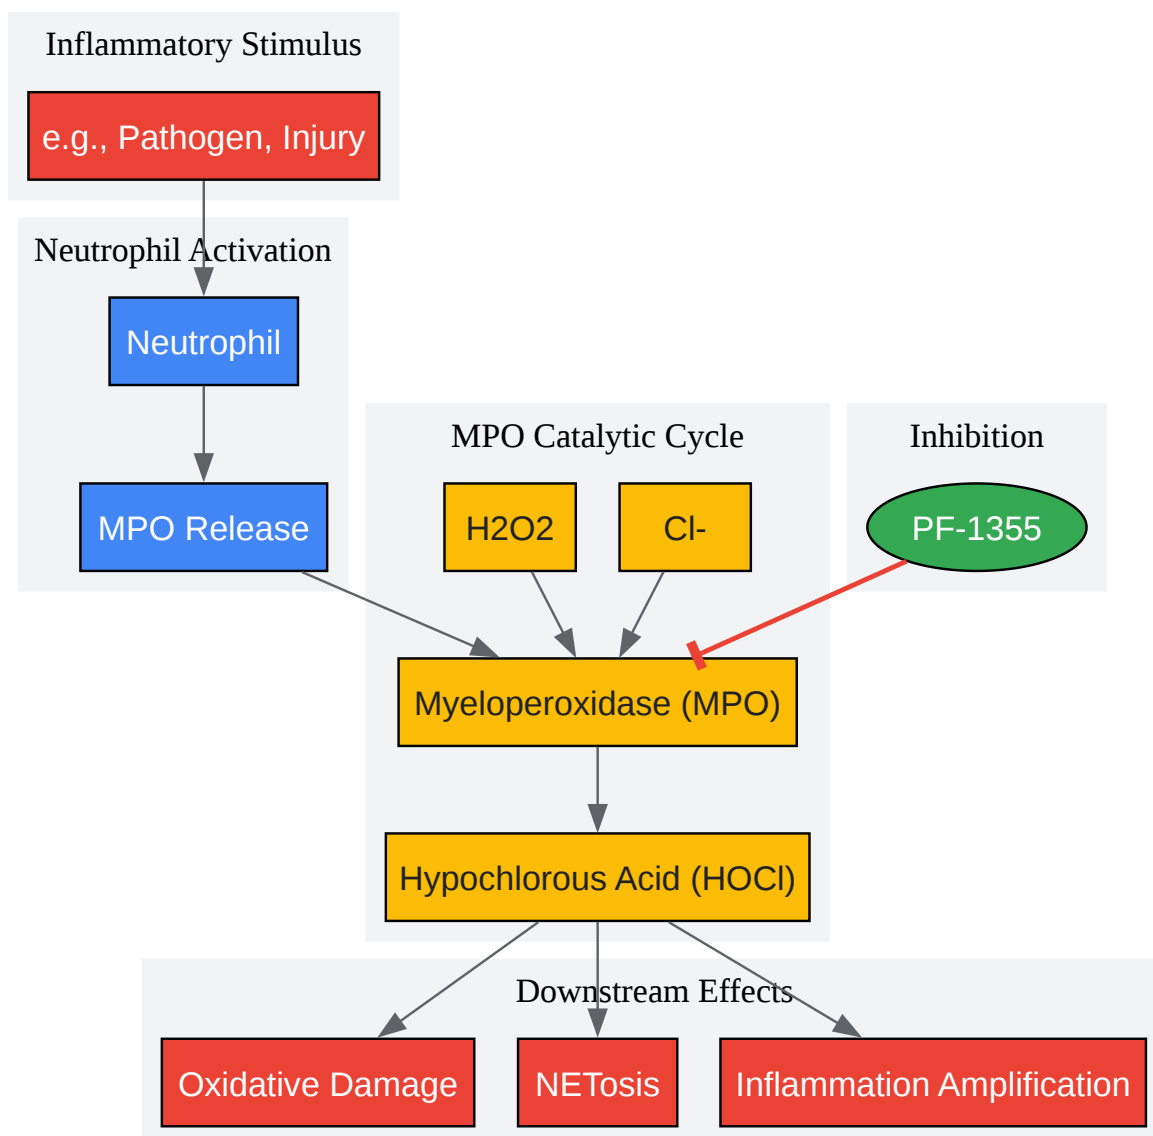 Inflammatory Stimulus
e.g., Pathogen, Injury
Neutrophil Activation
Neutrophil
MPO Release
MPO Catalytic Cycle
H2O2
Cl-
Inhibition
PF-1355
Myeloperoxidase (MPO)
Hypochlorous Acid (HOCl)
Downstream Effects
Oxidative Damage
NETosis
Inflammation Amplification